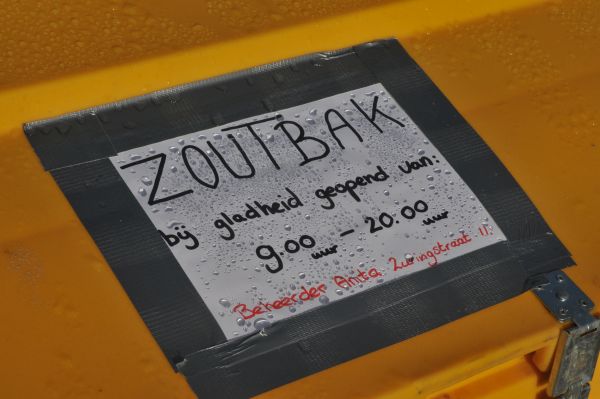 ZOUTBAK
bij gladheid geopend van:
9.00 uur - 20.00 uur
Beheerder Anita Zuringstraat 11